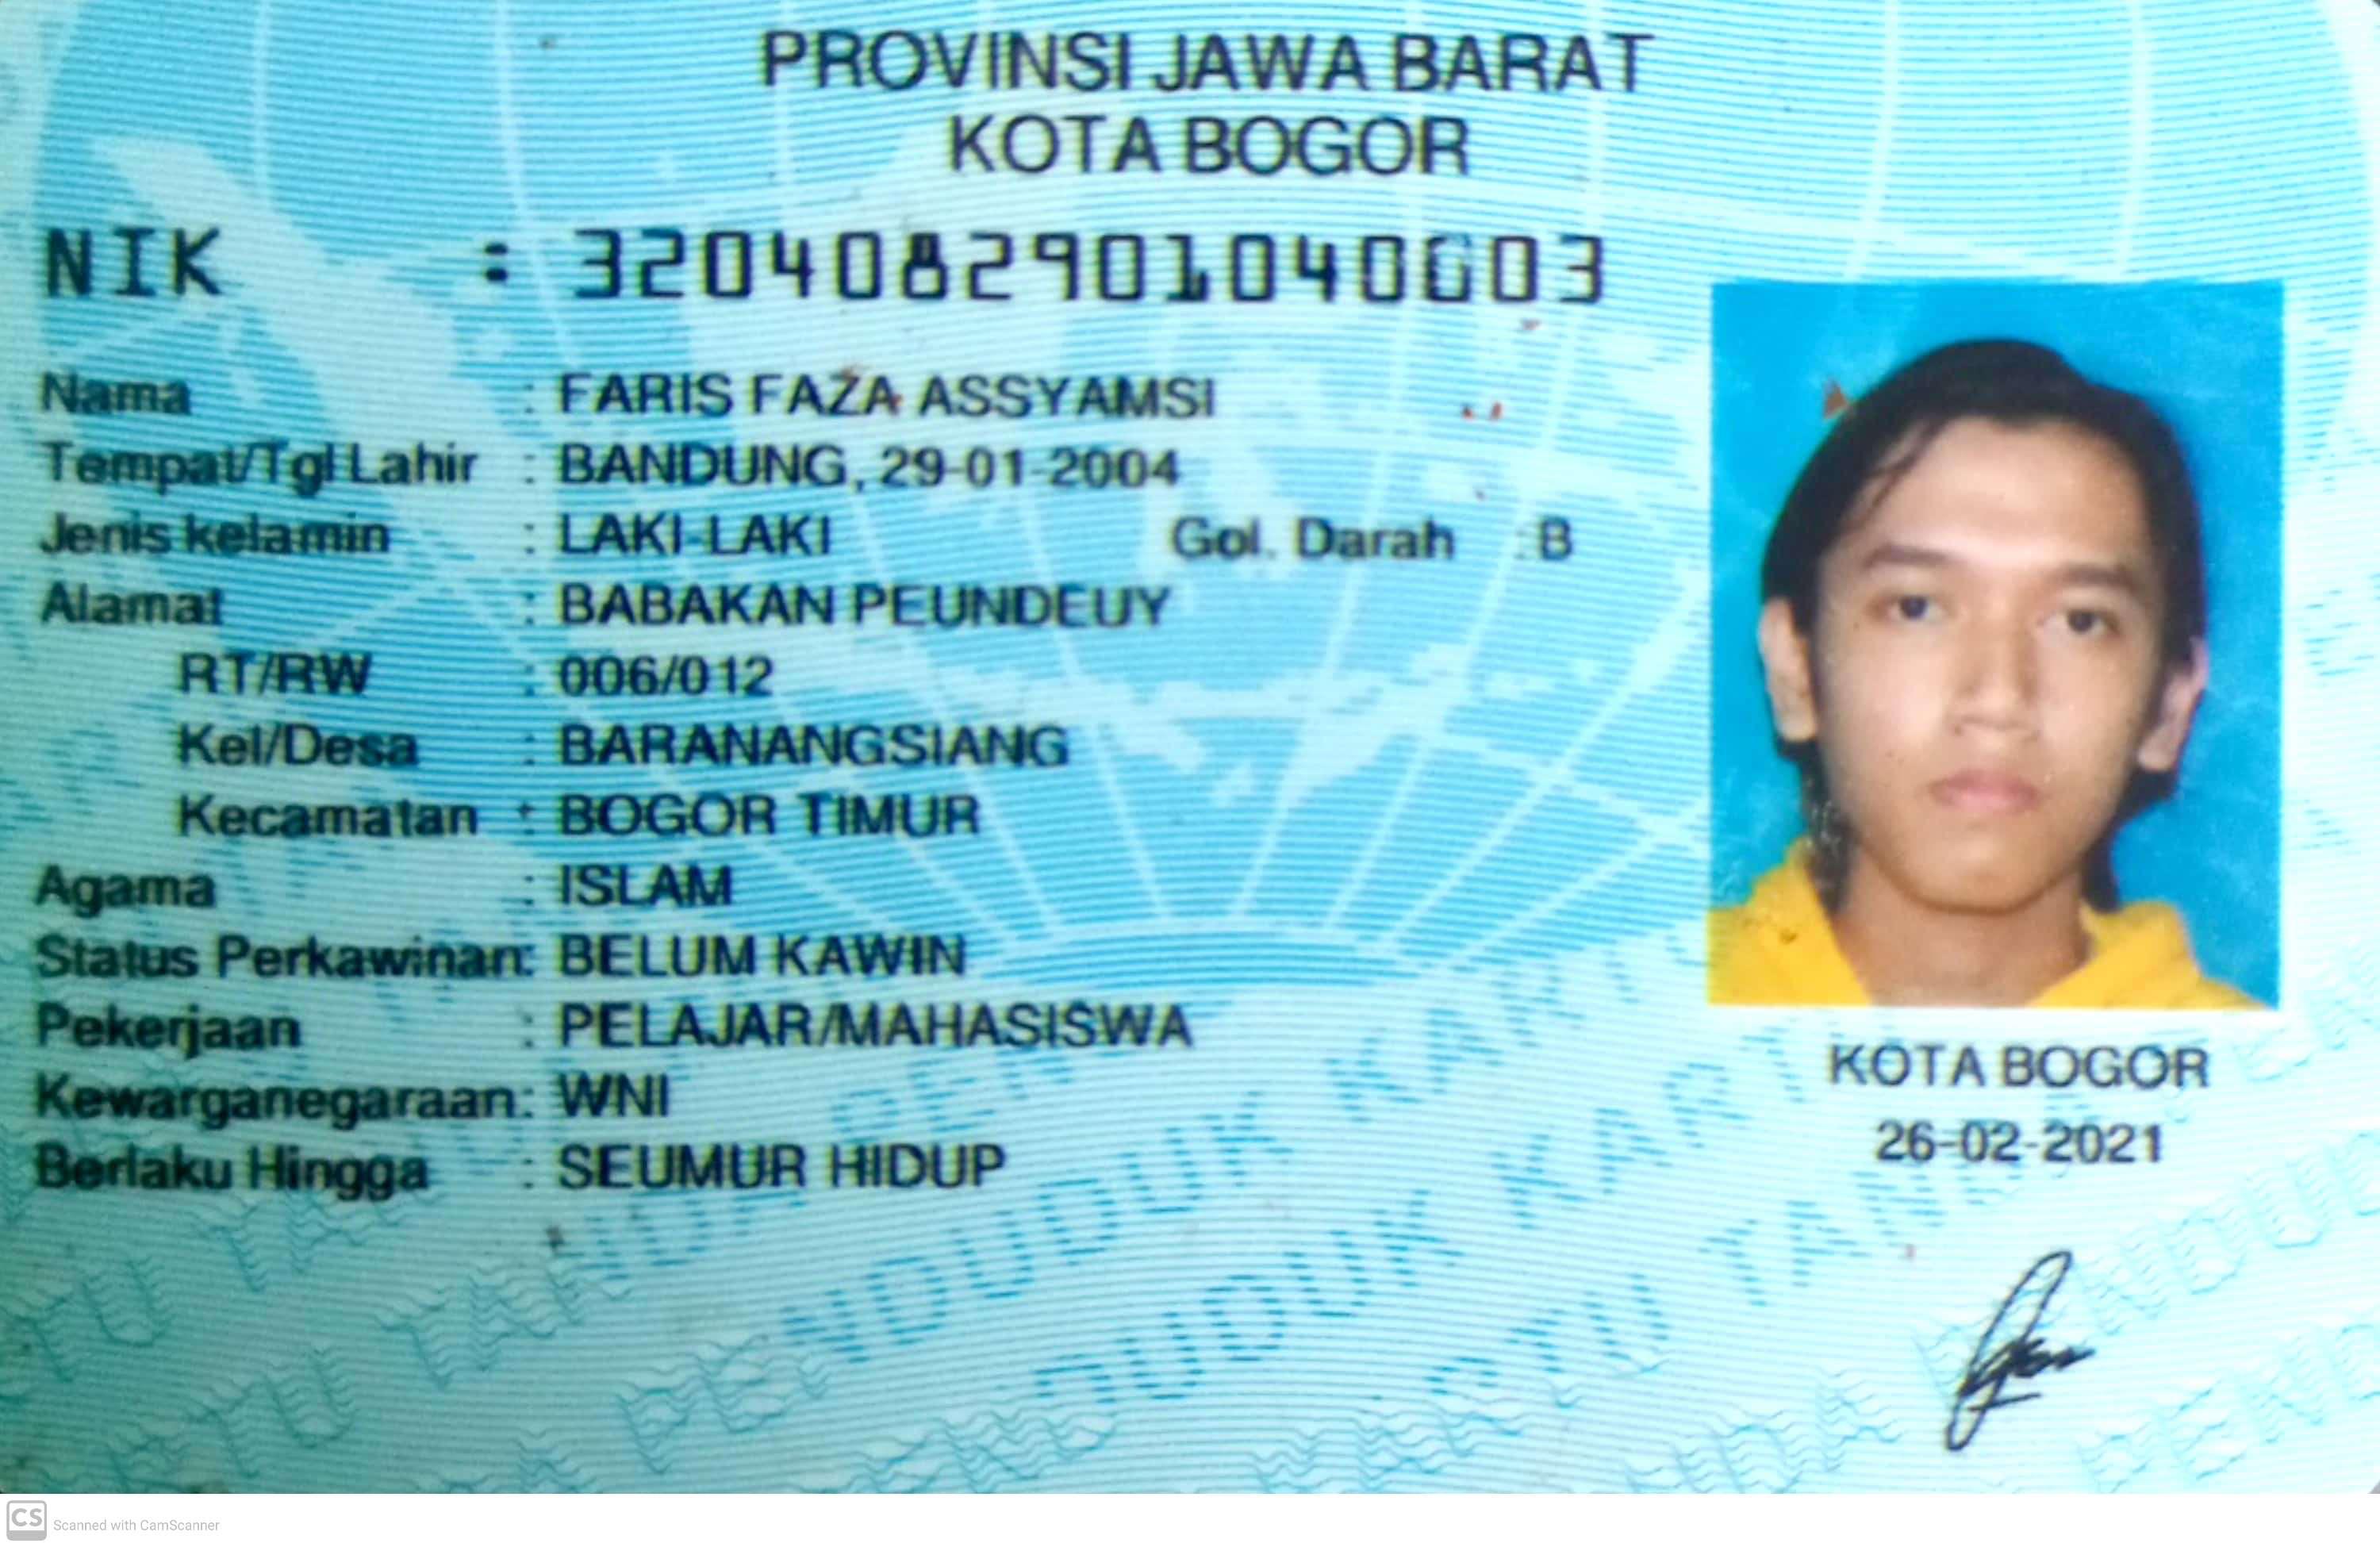 PROVINSI JAWA BARAT
KOTA BOGOR
NIK : 3204082901040003
Nama : FARIS FAZA ASSYAMSI
Tempat/Tgl Lahir : BANDUNG, 29-01-2004
Jenis kelamin : LAKI-LAKI Gol. Darah : B
Alamat : BABAKAN PEUNDEUY
RT/RW : 006/012
Kel/Desa : BARANANGSIANG
Kecamatan : BOGOR TIMUR
Agama : ISLAM
Status Perkawinan: BELUM KAWIN
Pekerjaan : PELAJAR/MAHASISWA
Kewarganegaraan: WNI
Berlaku Hingga : SEUMUR HIDUP
KOTA BOGOR
26-02-2021
CS Scanned with CamScanner